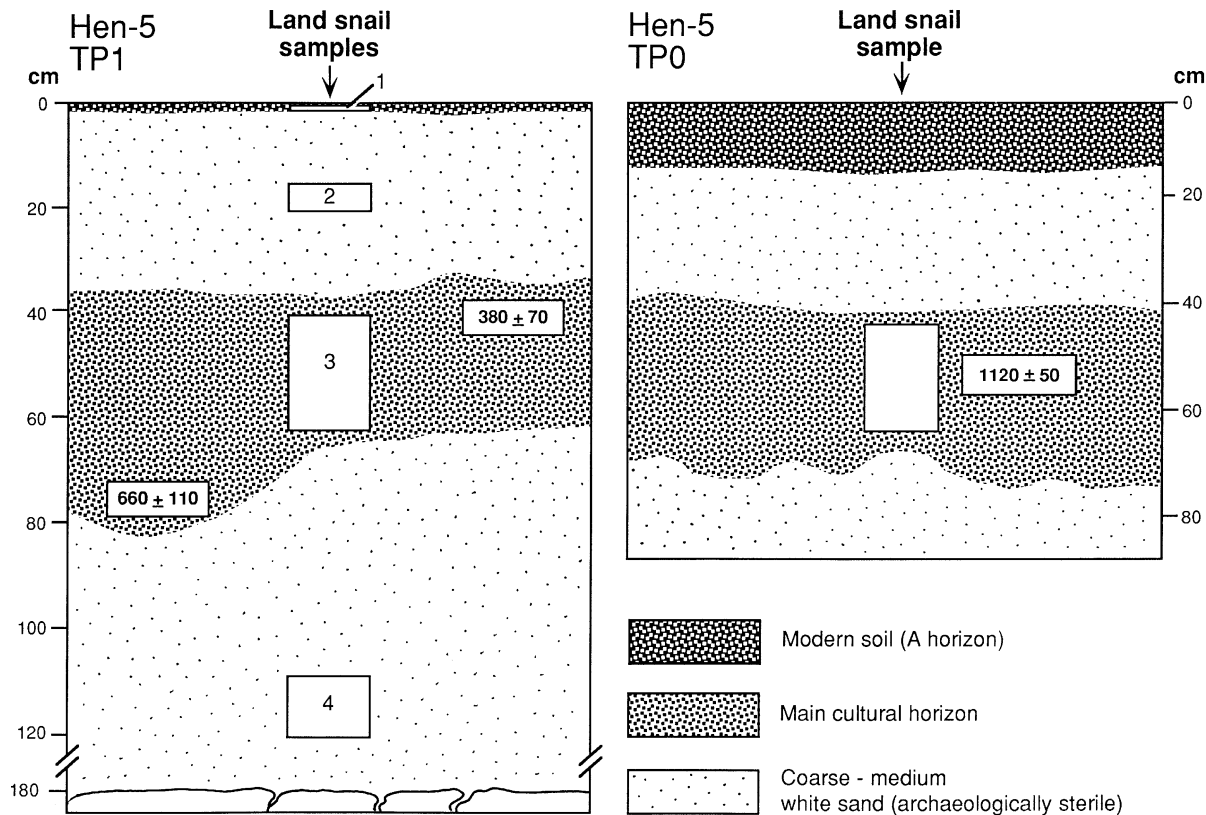 Hen-5
TP1
Land snail
samples
1
cm
0
20
40
60
80
100
120
180
2
3
4
380 ± 70
660 ± 110
Hen-5
TP0
Land snail
sample
cm
0
20
40
60
80
1120 ± 50
Modern soil (A horizon)
Main cultural horizon
Coarse - medium
white sand (archaeologically sterile)